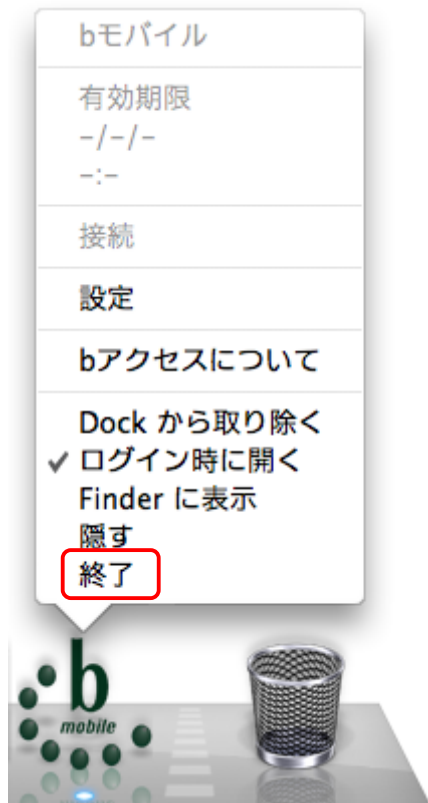 bモバイル
有効期限
-/-/-
-:-
接続
設定
bアクセスについて
Dock から取り除く
ログイン時に開く
Finder に表示
隠す
終了
b
mobile